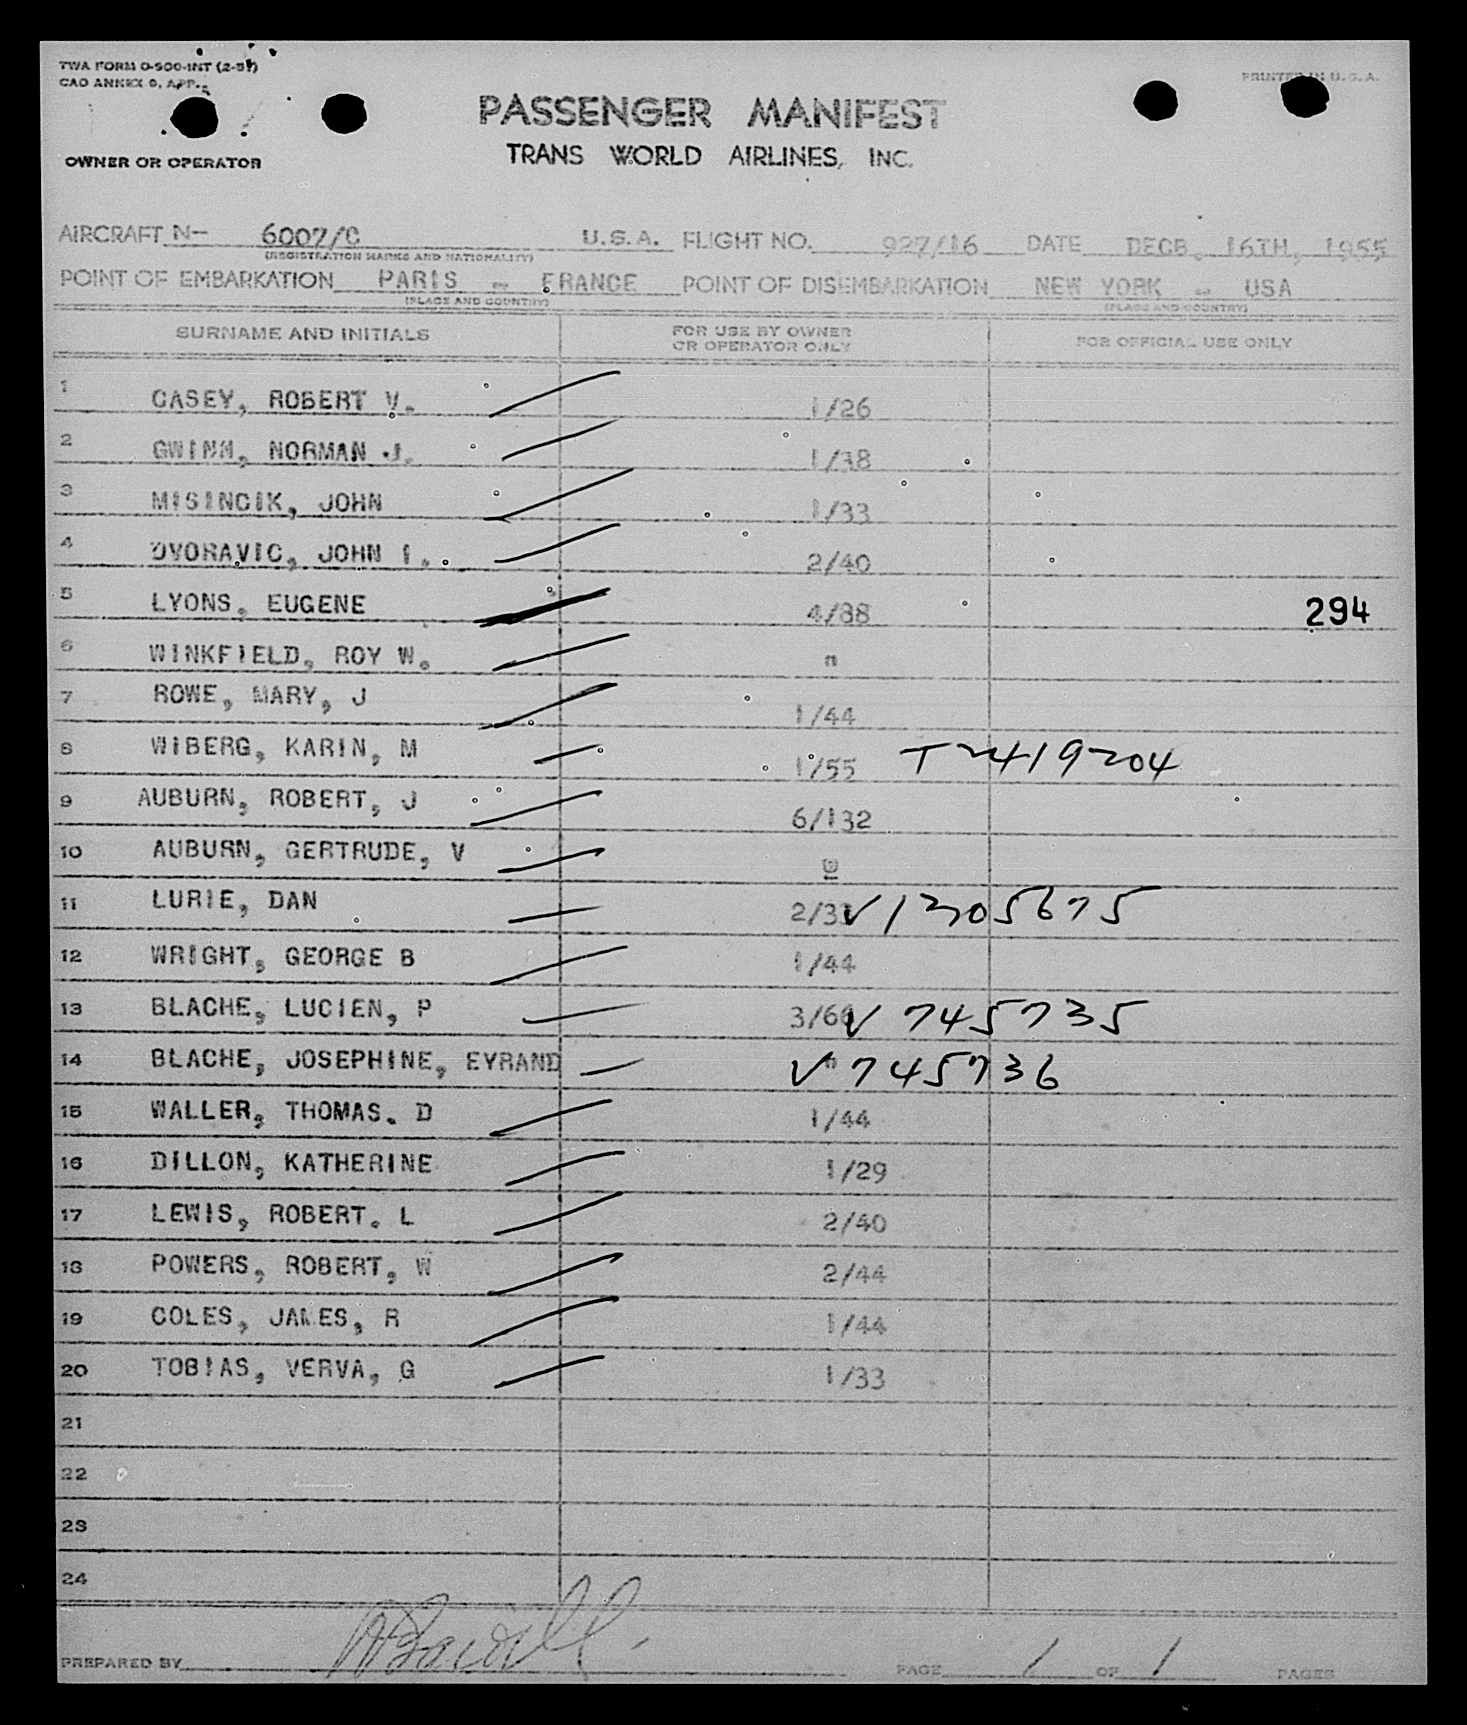 TWA FORM O-900-INT (2-51)
PRINTED IN U.S.A.
CAO ANNEX 9, APP.
PASSENGER MANIFEST
OWNER OR OPERATOR
TRANS WORLD AIRLINES, INC.
AIRCRAFT N- 6007/C U.S.A. FLIGHT NO. 927/16 DATE DECB. 16TH, 1955
(REGISTRATION MARKS AND NATIONALITY)
POINT OF EMBARKATION PARIS - FRANCE POINT OF DISEMBARKATION NEW YORK - USA
(PLACE AND COUNTRY) (PLACE AND COUNTRY)
SURNAME AND INITIALS FOR USE BY OWNER OR OPERATOR ONLY FOR OFFICIAL USE ONLY
1 CASEY, ROBERT V. 1/26
2 GWINN, NORMAN J. 1/38
3 MISINCIK, JOHN 1/33
4 DVORAVIC, JOHN I. 2/40
5 LYONS, EUGENE 4/88 294
6 WINKFIELD, ROY W. "
7 ROWE, MARY, J 1/44
8 WIBERG, KARIN, M 1/55 T-2419204
9 AUBURN, ROBERT, J 6/132
10 AUBURN, GERTRUDE, V "
11 LURIE, DAN 2/33 V1305675
12 WRIGHT, GEORGE B 1/44
13 BLACHE, LUCIEN, P 3/66 V 745735
14 BLACHE, JOSEPHINE, EYRAND " V 745736
15 WALLER, THOMAS. D 1/44
16 DILLON, KATHERINE 1/29
17 LEWIS, ROBERT. L 2/40
18 POWERS, ROBERT, W 2/44
19 COLES, JAMES, R 1/44
20 TOBIAS, VERVA, G 1/33
21
22
23
24
PREPARED BY PAGE 1 OF 1 PAGES